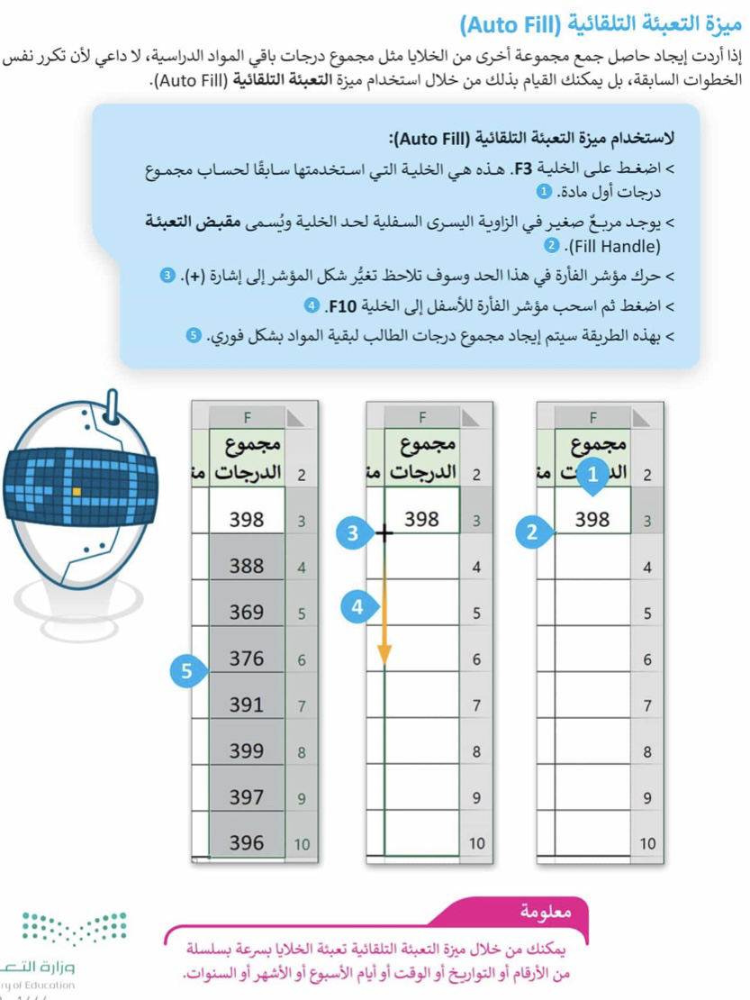 ميزة التعبئة التلقائية (Auto Fill)
إذا أردت إيجاد حاصل جمع مجموعة أخرى من الخلايا مثل مجموع درجات باقي المواد الدراسية، لا داعي لأن تكرر نفس
الخطوات السابقة، بل يمكنك القيام بذلك من خلال استخدام ميزة التعبئة التلقائية (Auto Fill).
لاستخدام ميزة التعبئة التلقائية (Auto Fill):
> اضغط على الخلية F3. هذه هي الخلية التي استخدمتها سابقًا لحساب مجموع
درجات أول مادة. 1
> يوجد مربعٌ صغير في الزاوية اليسرى السفلية لحد الخلية ويُسمى مقبض التعبئة
(Fill Handle). 2
> حرك مؤشر الفأرة في هذا الحد وسوف تلاحظ تغيُّر شكل المؤشر إلى إشارة (+). 3
> اضغط ثم اسحب مؤشر الفأرة للأسفل إلى الخلية F10. 4
> بهذه الطريقة سيتم إيجاد مجموع درجات الطالب لبقية المواد بشكل فوري. 5
F
مجموع
2
1
3 398
2
4
5
6
7
8
9
10
F
مجموع
2 الدرجات
3 398
3
4
4
5
6
7
8
9
10
F
مجموع
2 الدرجات
3 398
4 388
5 369
6 376
5
7 391
8 399
9 397
10 396
معلومة
يمكنك من خلال ميزة التعبئة التلقائية تعبئة الخلايا بسرعة بسلسلة
من الأرقام أو التواريخ أو الوقت أو أيام الأسبوع أو الأشهر أو السنوات.
وزارة
of Education